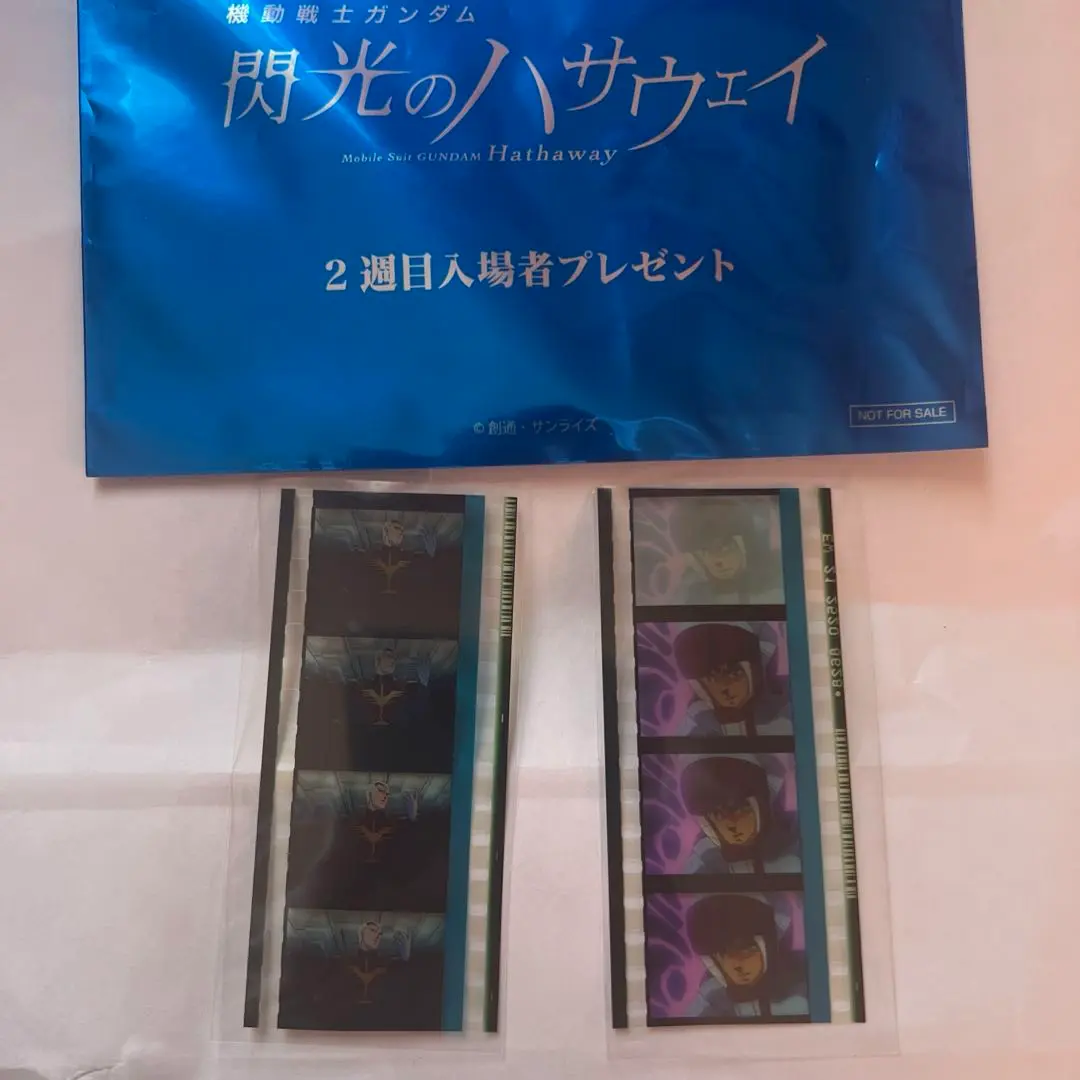 機動戦士ガンダム
閃光のハサウェイ
Mobile Suit GUNDAM Hathaway
2週目入場者プレゼント
NOT FOR SALE
©創通・サンライズ